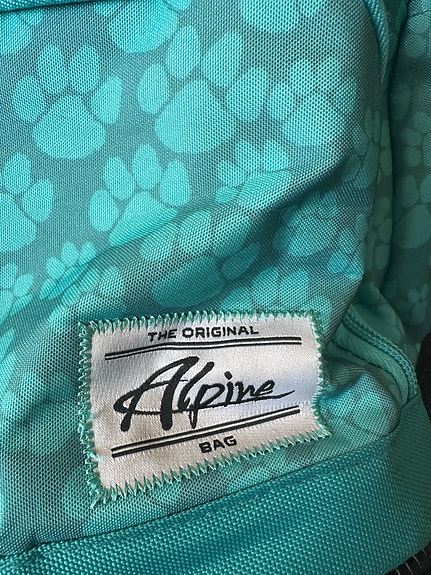 THE ORIGINAL
Alpine
BAG